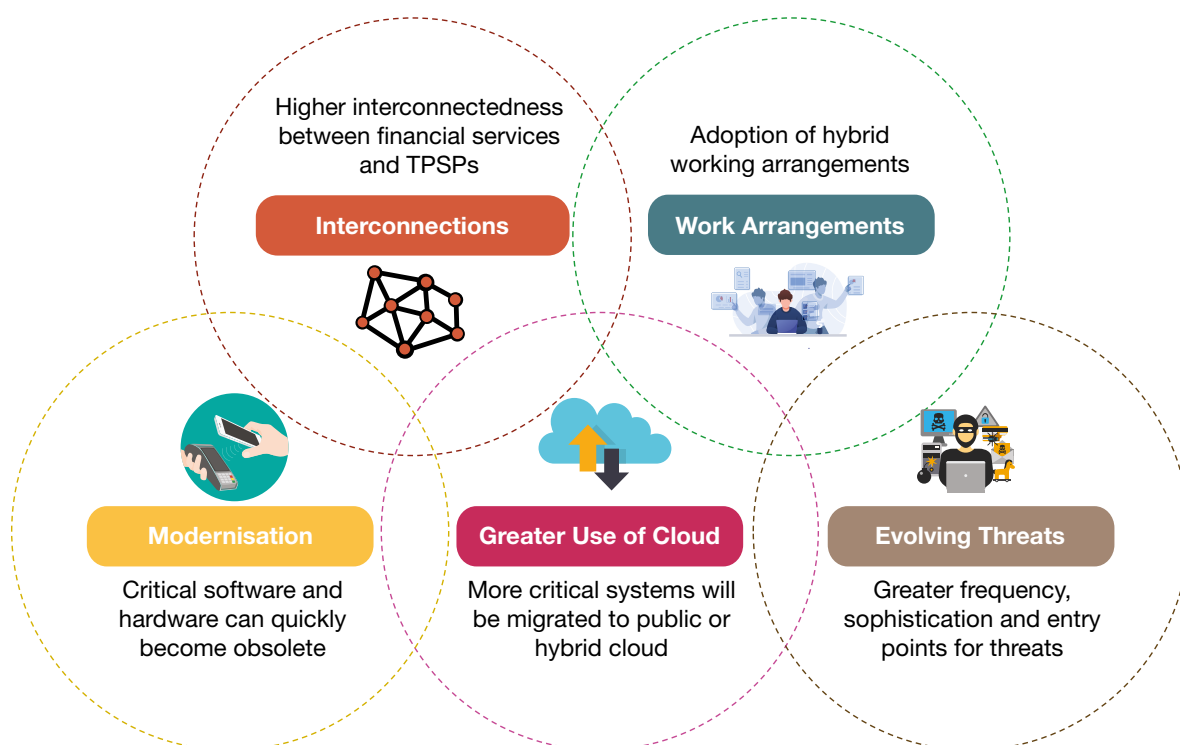 Higher interconnectedness
between financial services
and TPSPs
Interconnections
Adoption of hybrid
working arrangements
Work Arrangements
Modernisation
Critical software and
hardware can quickly
become obsolete
Greater Use of Cloud
More critical systems will
be migrated to public or
hybrid cloud
Evolving Threats
Greater frequency,
sophistication and entry
points for threats